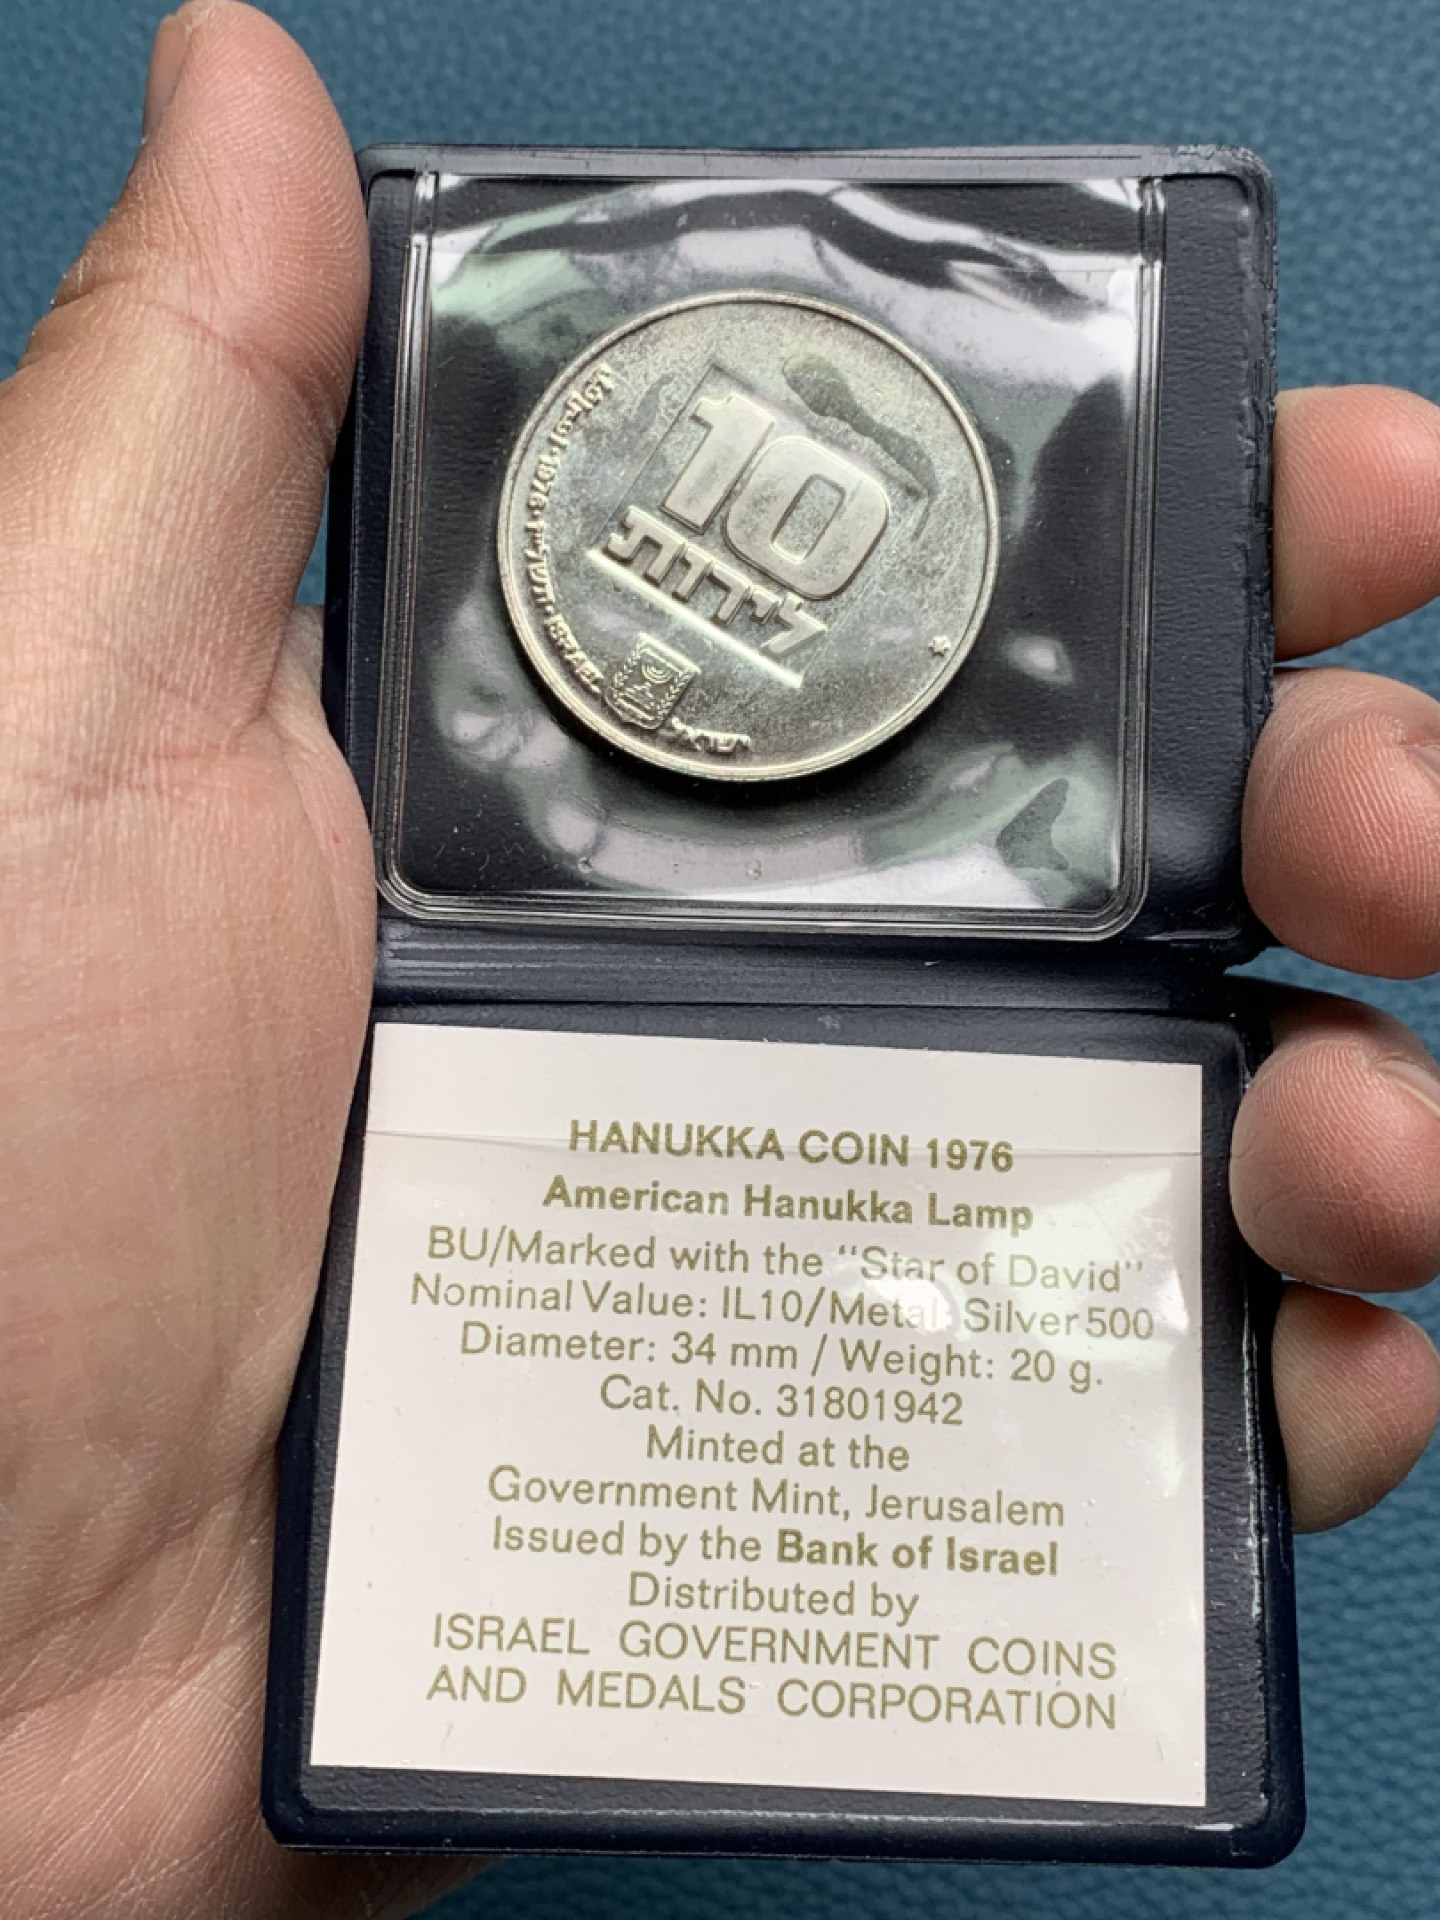 10
לירות
1976
ISRAEL
ישראל
HANUKKA COIN 1976
American Hanukka Lamp
BU/Marked with the "Star of David"
Nominal Value: IL10/Metal: Silver 500
Diameter: 34 mm / Weight: 20 g.
Cat. No. 31801942
Minted at the
Government Mint, Jerusalem
Issued by the Bank of Israel
Distributed by
ISRAEL GOVERNMENT COINS
AND MEDALS CORPORATION